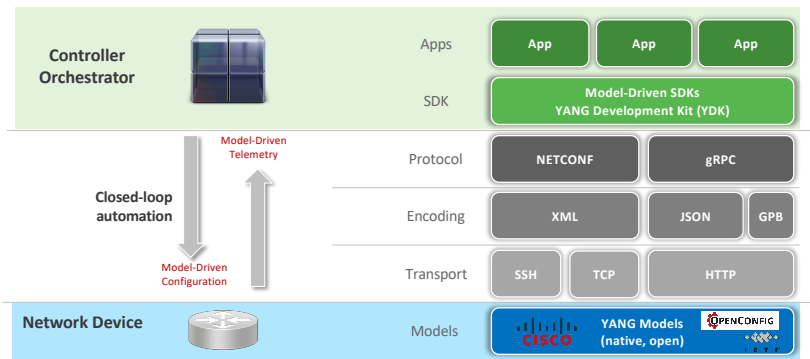 Controller
Orchestrator
Apps
App
App
App
SDK
Model-Driven SDKs
YANG Development Kit (YDK)
Model-Driven
Telemetry
Protocol
NETCONF
gRPC
Closed-loop
automation
Encoding
XML
JSON
GPB
Model-Driven
Configuration
Transport
SSH
TCP
HTTP
Network Device
Models
CISCO
YANG Models
(native, open)
OPENCONFIG
I E T F